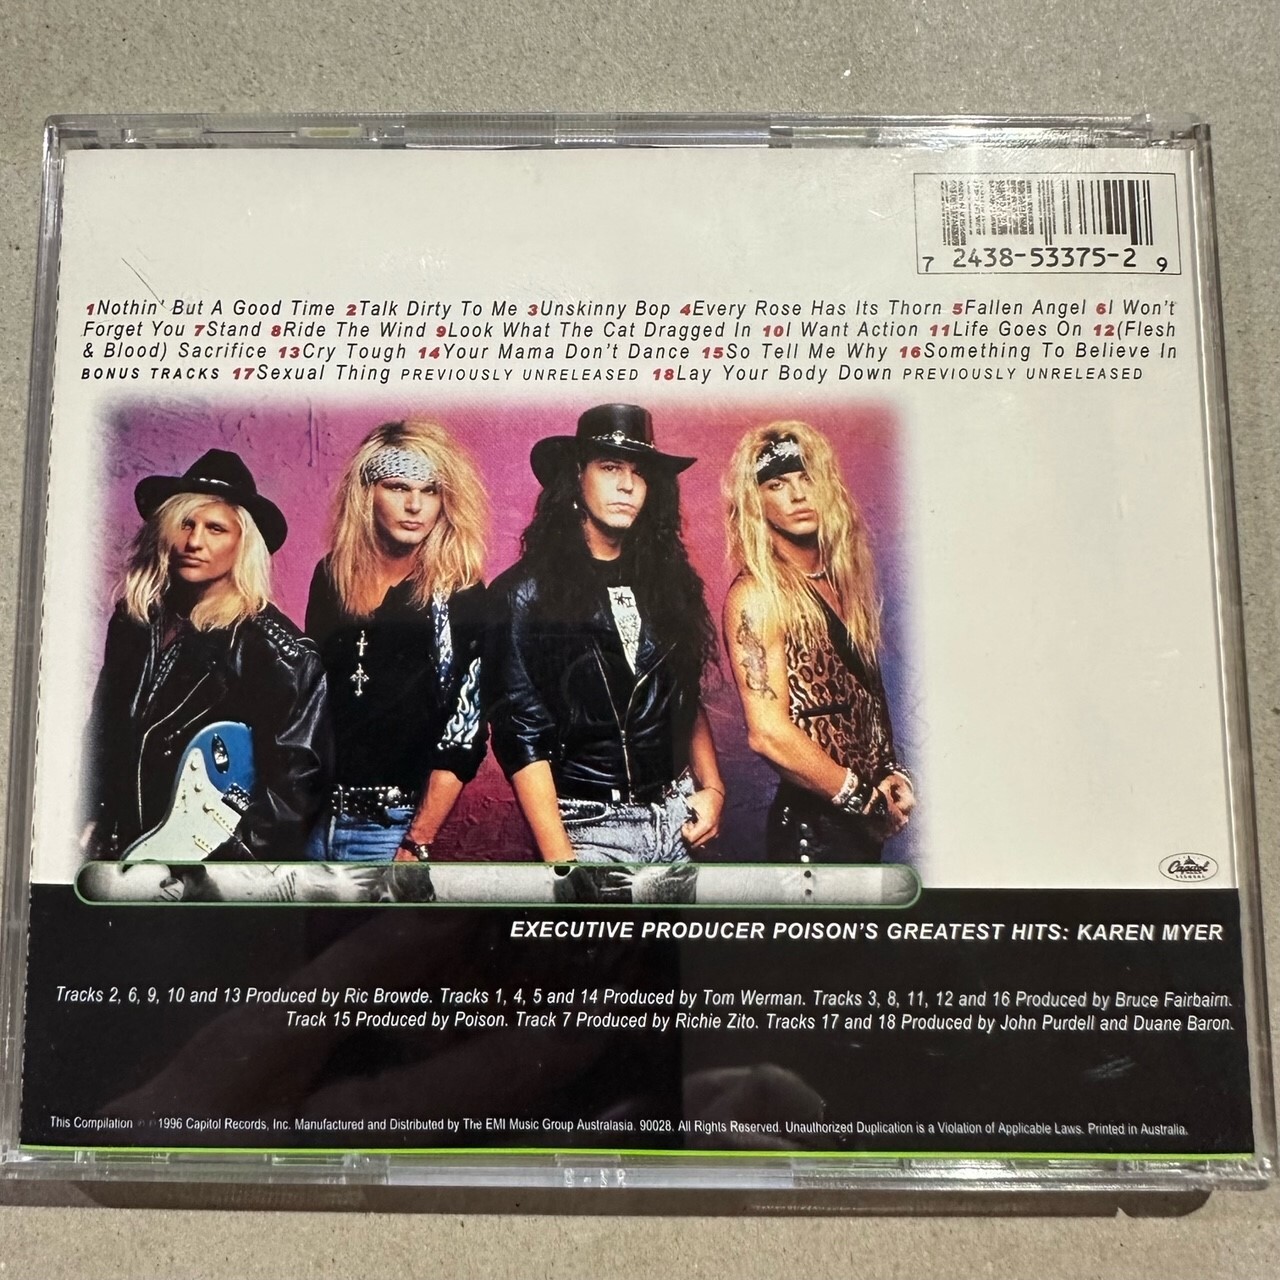 7 2438-53375-2 9
1Nothin' But A Good Time 2Talk Dirty To Me 3Unskinny Bop 4Every Rose Has Its Thorn 5Fallen Angel 6I Won't
Forget You 7Stand 8Ride The Wind 9Look What The Cat Dragged In 10I Want Action 11Life Goes On 12(Flesh
& Blood) Sacrifice 13Cry Tough 14Your Mama Don't Dance 15So Tell Me Why 16Something To Believe In
BONUS TRACKS 17Sexual Thing PREVIOUSLY UNRELEASED 18Lay Your Body Down PREVIOUSLY UNRELEASED
Capitol
RECORDS
EXECUTIVE PRODUCER POISON'S GREATEST HITS: KAREN MYER
Tracks 2, 6, 9, 10 and 13 Produced by Ric Browde. Tracks 1, 4, 5 and 14 Produced by Tom Werman. Tracks 3, 8, 11, 12 and 16 Produced by Bruce Fairbairn.
Track 15 Produced by Poison. Track 7 Produced by Richie Zito. Tracks 17 and 18 Produced by John Purdell and Duane Baron.
This Compilation 1996 Capitol Records, Inc. Manufactured and Distributed by The EMI Music Group Australasia. 90028. All Rights Reserved. Unauthorized Duplication is a Violation of Applicable Laws. Printed in Australia.